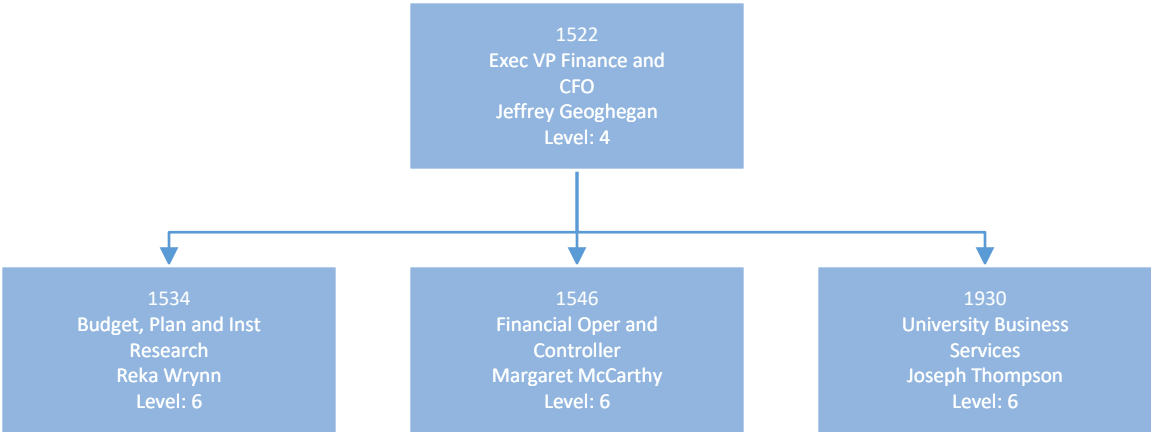 1522
Exec VP Finance and
CFO
Jeffrey Geoghegan
Level: 4
1534
Budget, Plan and Inst
Research
Reka Wrynn
Level: 6
1546
Financial Oper and
Controller
Margaret McCarthy
Level: 6
1930
University Business
Services
Joseph Thompson
Level: 6